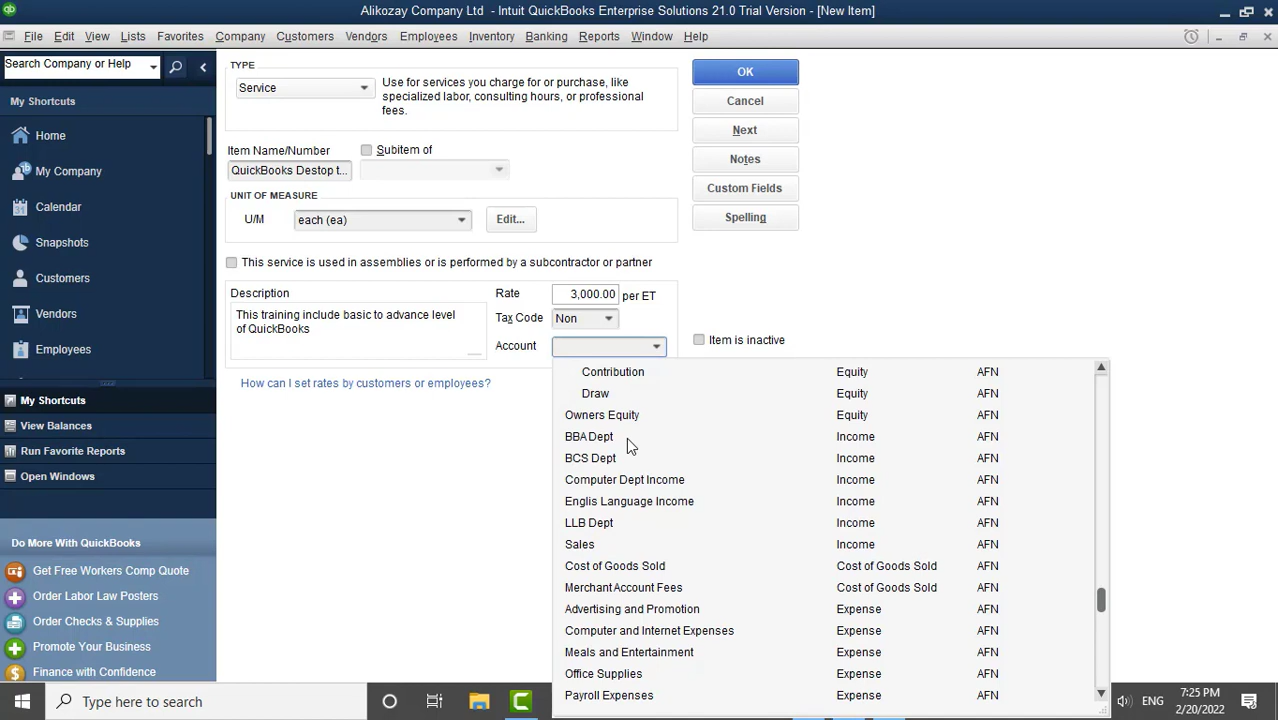 Alikozay Company Ltd - Intuit QuickBooks Enterprise Solutions 21.0 Trial Version - [New Item]
File Edit View Lists Favorites Company Customers Vendors Employees Inventory Banking Reports Window Help
Search Company or Help
My Shortcuts
Home
My Company
Calendar
Snapshots
Customers
Vendors
Employees
My Shortcuts
View Balances
Run Favorite Reports
Open Windows
Do More With QuickBooks
Get Free Workers Comp Quote
Order Labor Law Posters
Order Checks & Supplies
Promote Your Business
Finance with Confidence
TYPE
Service
Use for services you charge for or purchase, like
specialized labor, consulting hours, or professional
fees.
Item Name/Number
Subitem of
QuickBooks Destop t...
UNIT OF MEASURE
U/M each (ea) Edit...
This service is used in assemblies or is performed by a subcontractor or partner
Description
This training include basic to advance level
of QuickBooks
Rate 3,000.00 per ET
Tax Code Non
Account
How can I set rates by customers or employees?
OK
Cancel
Next
Notes
Custom Fields
Spelling
Item is inactive
Contribution Equity AFN
Draw Equity AFN
Owners Equity Equity AFN
BBA Dept Income AFN
BCS Dept Income AFN
Computer Dept Income Income AFN
Englis Language Income Income AFN
LLB Dept Income AFN
Sales Income AFN
Cost of Goods Sold Cost of Goods Sold AFN
Merchant Account Fees Cost of Goods Sold AFN
Advertising and Promotion Expense AFN
Computer and Internet Expenses Expense AFN
Meals and Entertainment Expense AFN
Office Supplies Expense AFN
Payroll Expenses Expense AFN
Type here to search
ENG
7:25 PM
2/20/2022